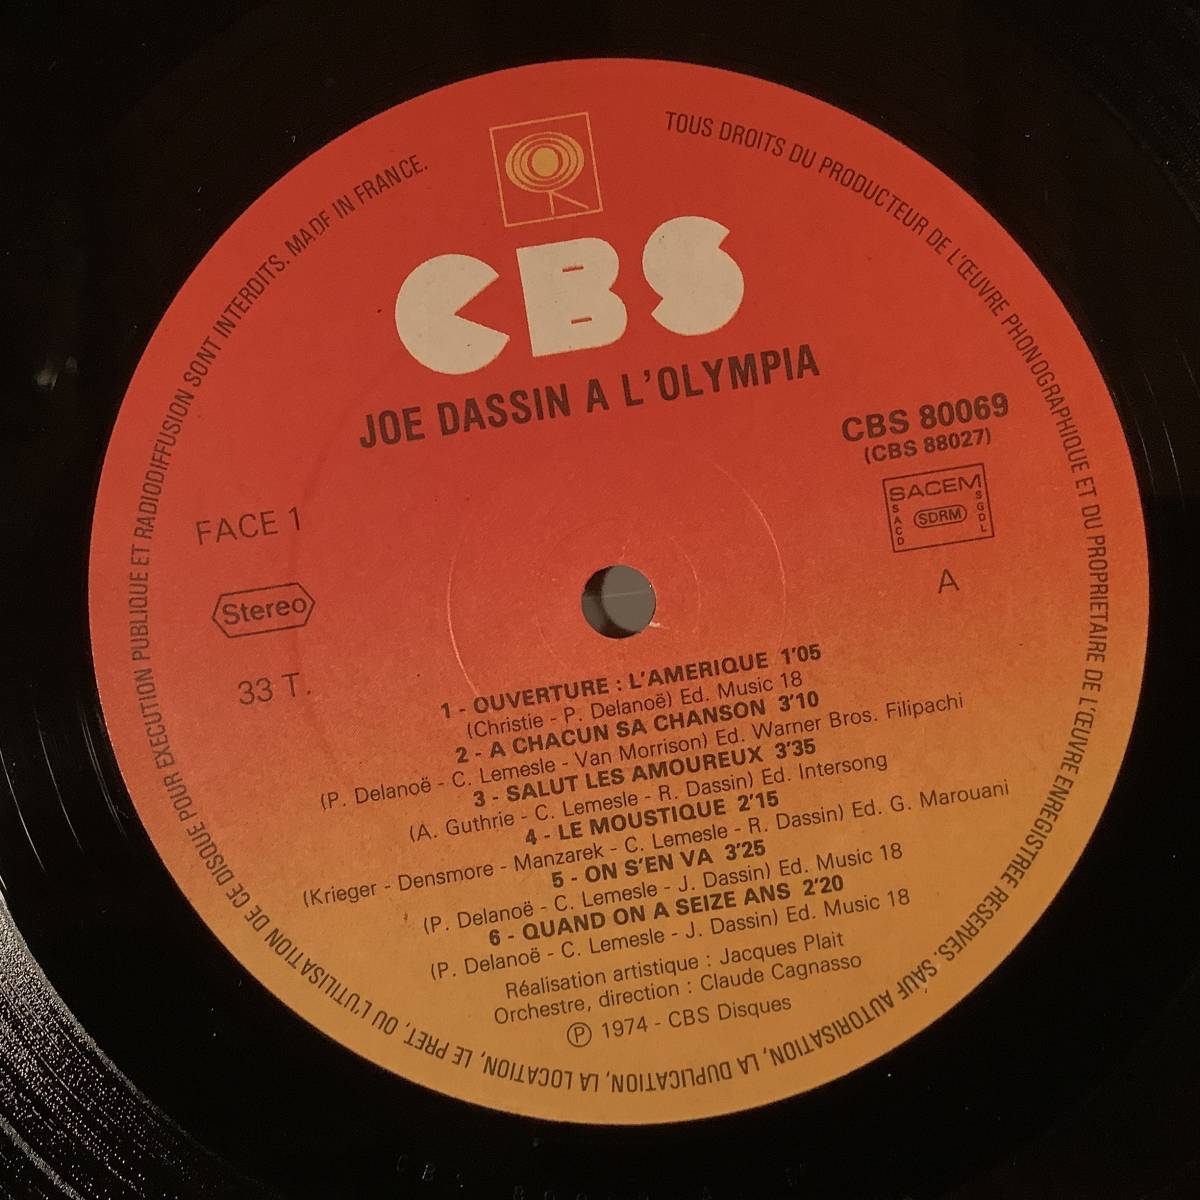 TOUS DROITS DU PRODUCTEUR DE L'ŒUVRE PHONOGRAPHIQUE ET DU PROPRIETAIRE DE L'ŒUVRE ENREGISTREE RESERVES. SAUF AUTORISATION, LA DUPLICATION, LA LOCATION, LE PRET, OU L'UTILISATION DE CE DISQUE POUR EXECUTION PUBLIQUE ET RADIODIFFUSION SONT INTERDITS. MADE IN FRANCE.
CBS
JOE DASSIN A L'OLYMPIA
CBS 80069
(CBS 88027)
SACEM
SACD
SDRM
SGDL
A
FACE 1
Stereo
33 T.
1 - OUVERTURE : L'AMERIQUE 1'05
(Christie - P. Delanoë) Ed. Music 18
2 - A CHACUN SA CHANSON 3'10
(P. Delanoë - C. Lemesle - Van Morrison) Ed. Warner Bros. Filipachi
3 - SALUT LES AMOUREUX 3'35
(A. Guthrie - C. Lemesle - R. Dassin) Ed. Intersong
4 - LE MOUSTIQUE 2'15
(Krieger - Densmore - Manzarek - C. Lemesle - R. Dassin) Ed. G. Marouani
5 - ON S'EN VA 3'25
(P. Delanoë - C. Lemesle - J. Dassin) Ed. Music 18
6 - QUAND ON A SEIZE ANS 2'20
(P. Delanoë - C. Lemesle - J. Dassin) Ed. Music 18
Réalisation artistique : Jacques Plait
Orchestre, direction : Claude Cagnasso
Ⓟ 1974 - CBS Disques
CBS